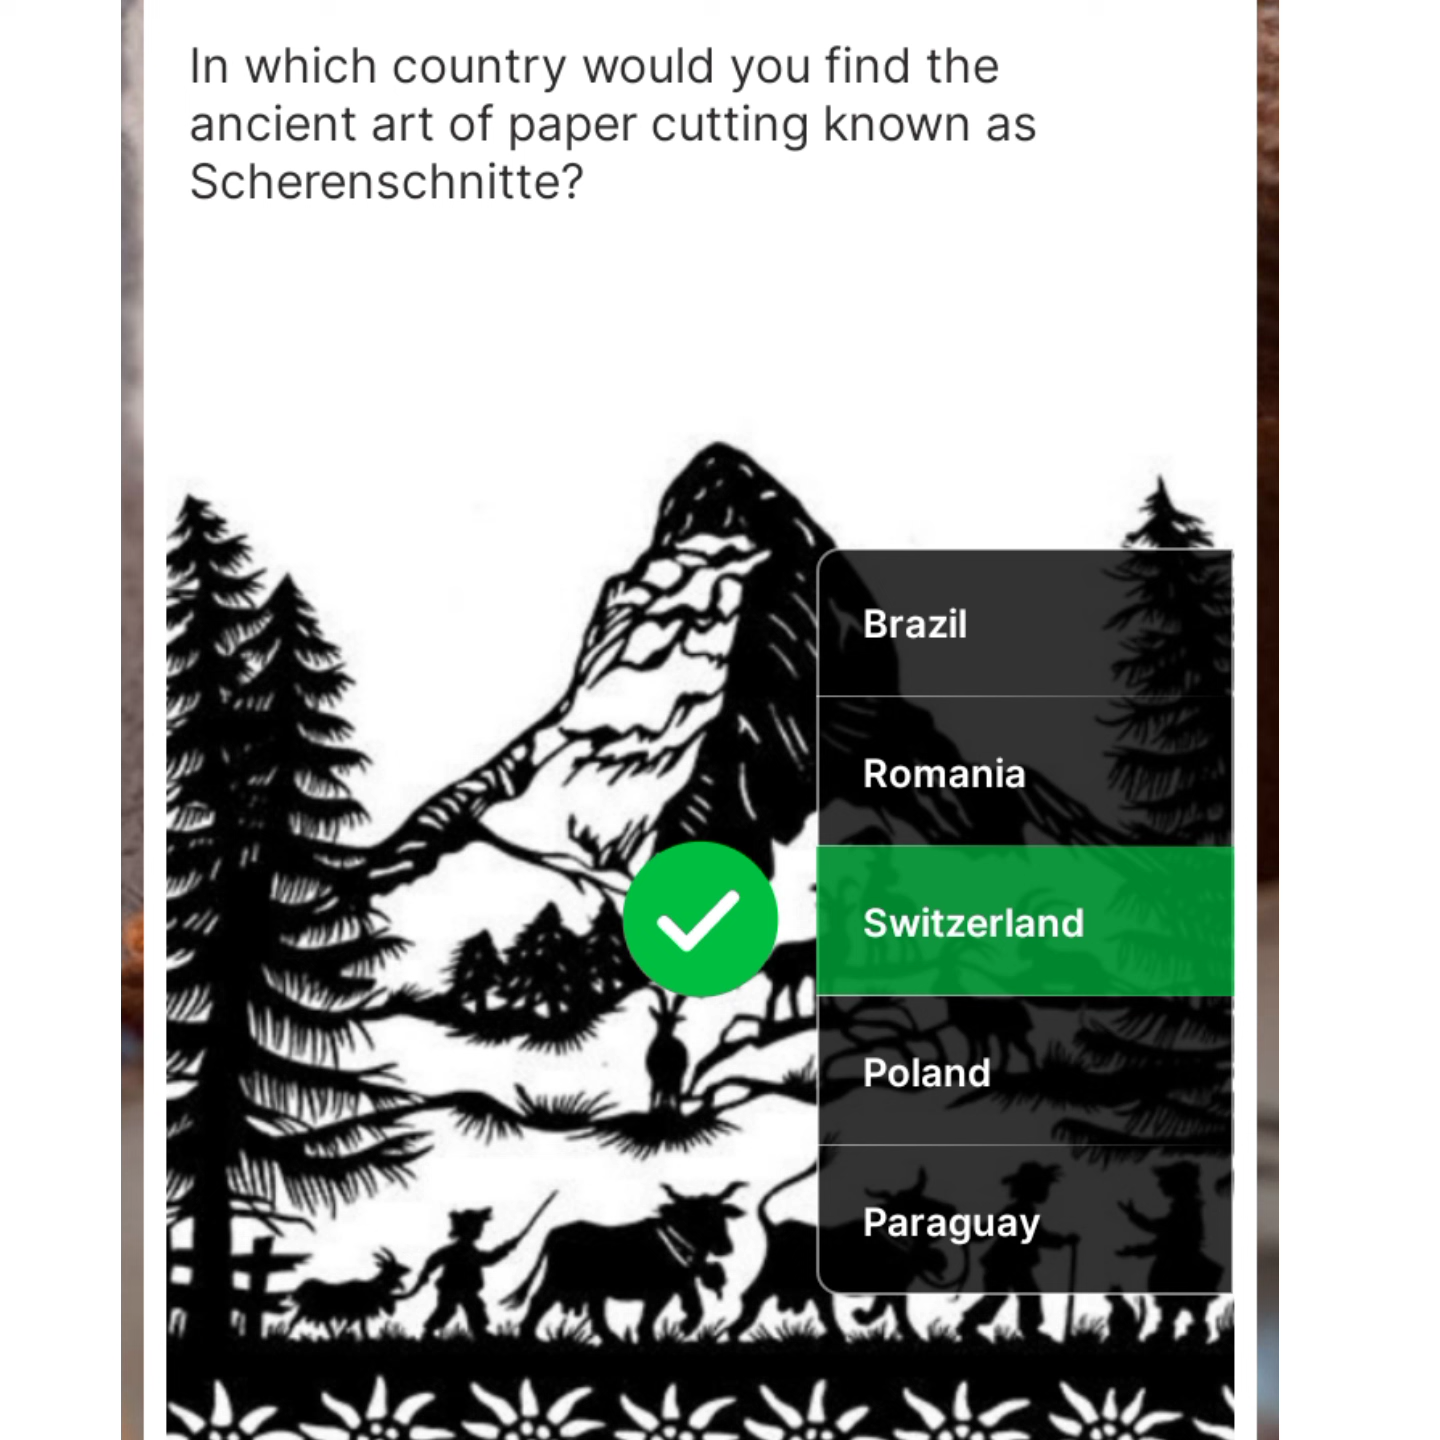 In which country would you find the
ancient art of paper cutting known as
Scherenschnitte?
Brazil
Romania
Switzerland
Poland
Paraguay